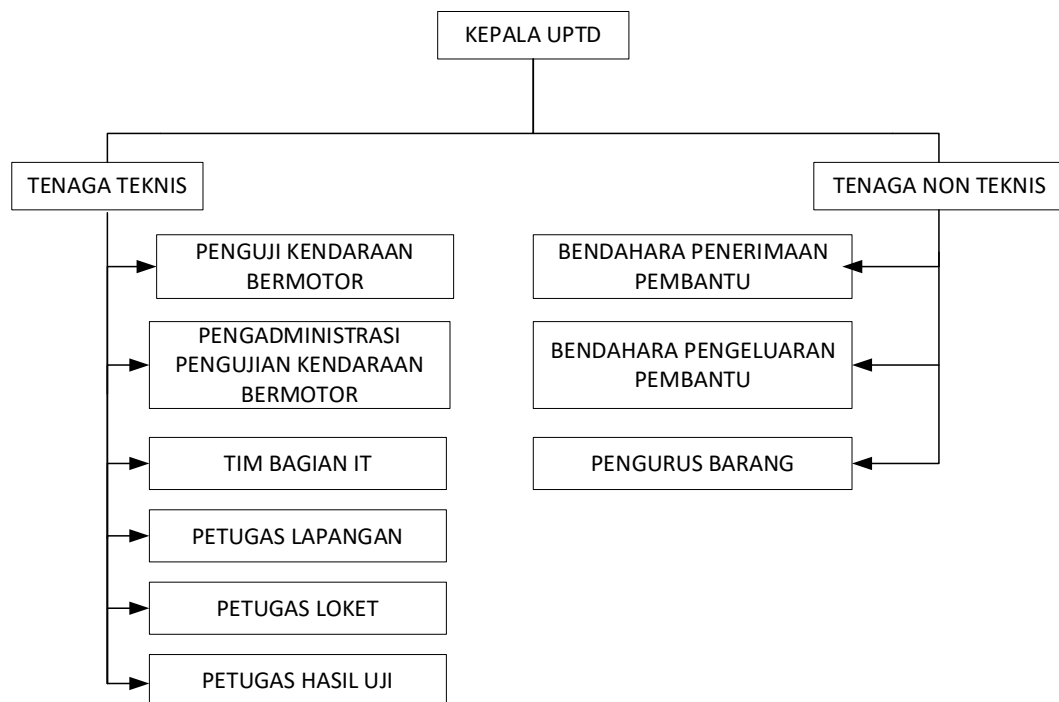 KEPALA UPTD
TENAGA TEKNIS
TENAGA NON TEKNIS
PENGUJI KENDARAAN
BERMOTOR
BENDAHARA PENERIMAAN
PEMBANTU
PENGADMINISTRASI
PENGUJIAN KENDARAAN
BERMOTOR
BENDAHARA PENGELUARAN
PEMBANTU
TIM BAGIAN IT
PENGURUS BARANG
PETUGAS LAPANGAN
PETUGAS LOKET
PETUGAS HASIL UJI